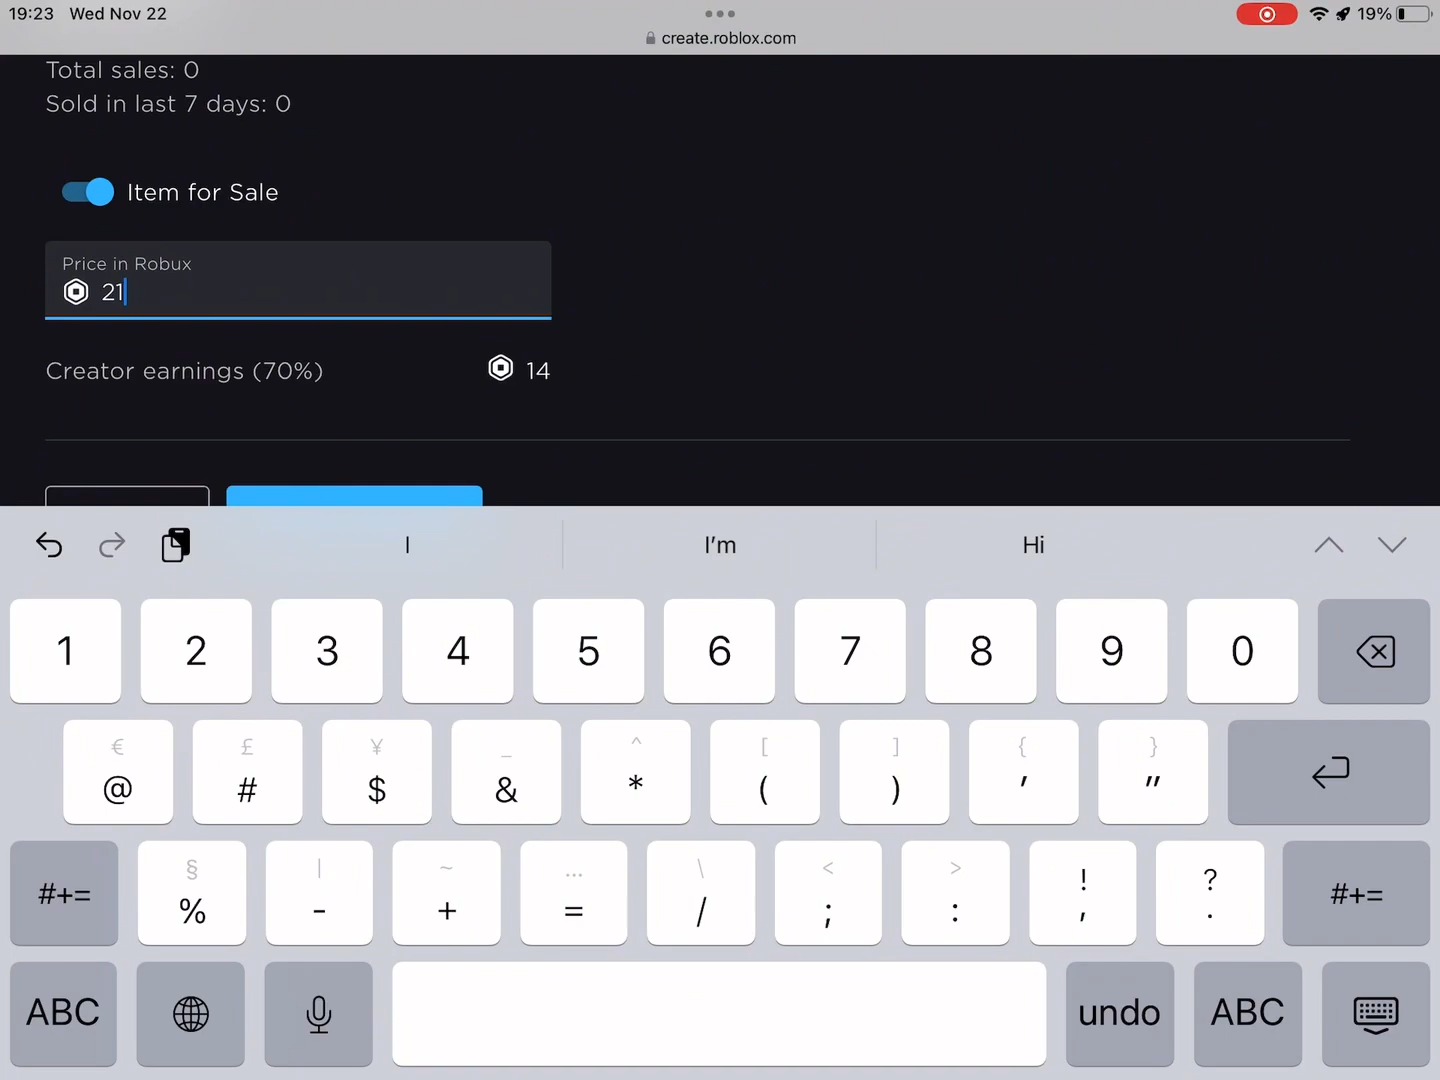 19:23 Wed Nov 22
19%
create.roblox.com
Total sales: 0
Sold in last 7 days: 0
Item for Sale
Price in Robux
21
Creator earnings (70%) 14
I I'm Hi
1 2 3 4 5 6 7 8 9 0
€ £ ¥ _ ^ [ ] { }
@ # $ & * ( ) ' "
§ | ~ … \ < > ! ?
#+= % - + = / ; : , . #+=
ABC undo ABC